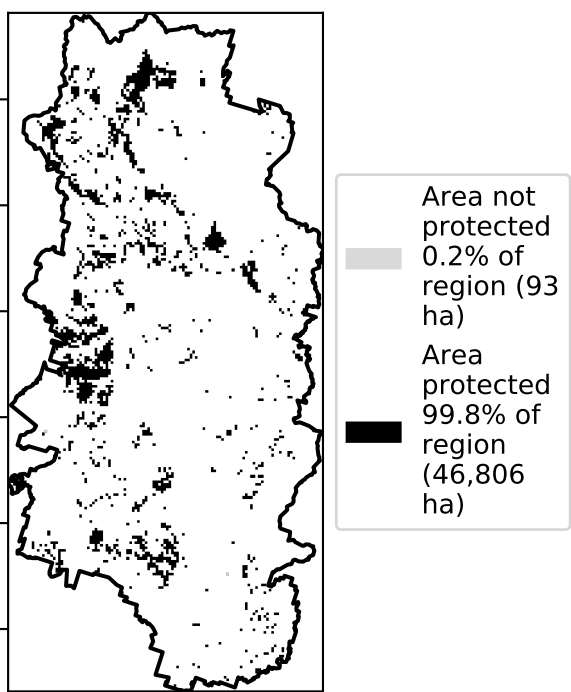 Area not
protected
0.2% of
region (93
ha)
Area
protected
99.8% of
region
(46,806
ha)